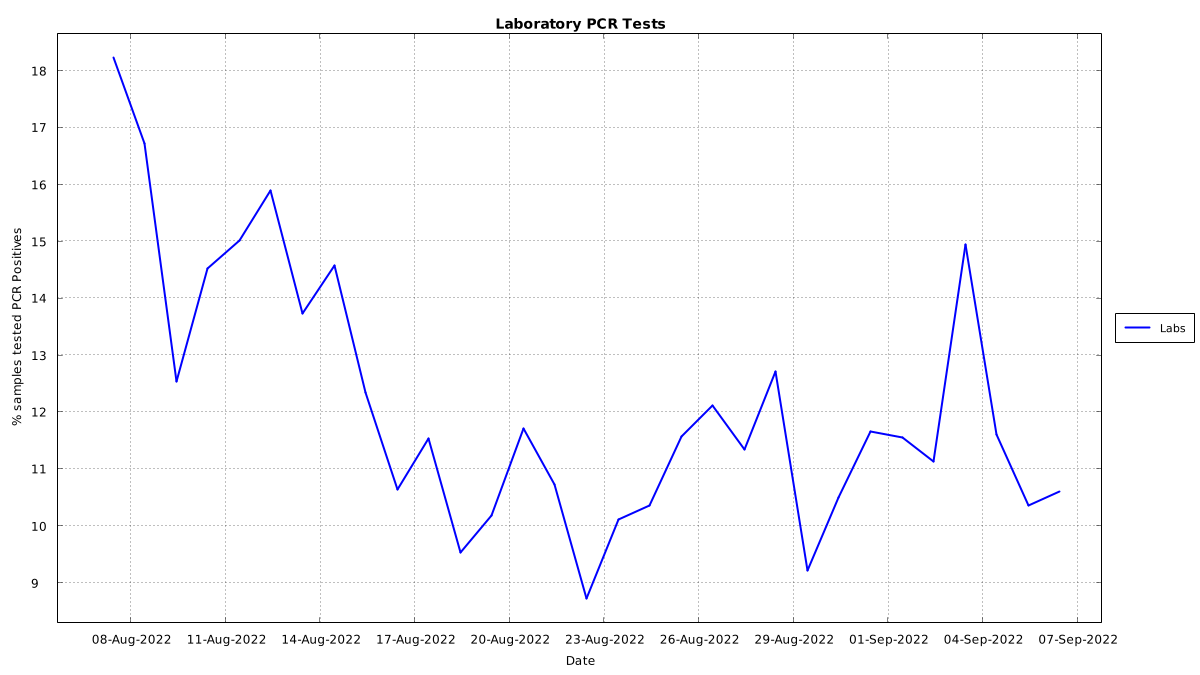 Laboratory PCR Tests
% samples tested PCR Positives
18
17
16
15
14
13
12
11
10
9
Labs
08-Aug-2022 11-Aug-2022 14-Aug-2022 17-Aug-2022 20-Aug-2022 23-Aug-2022 26-Aug-2022 29-Aug-2022 01-Sep-2022 04-Sep-2022 07-Sep-2022
Date